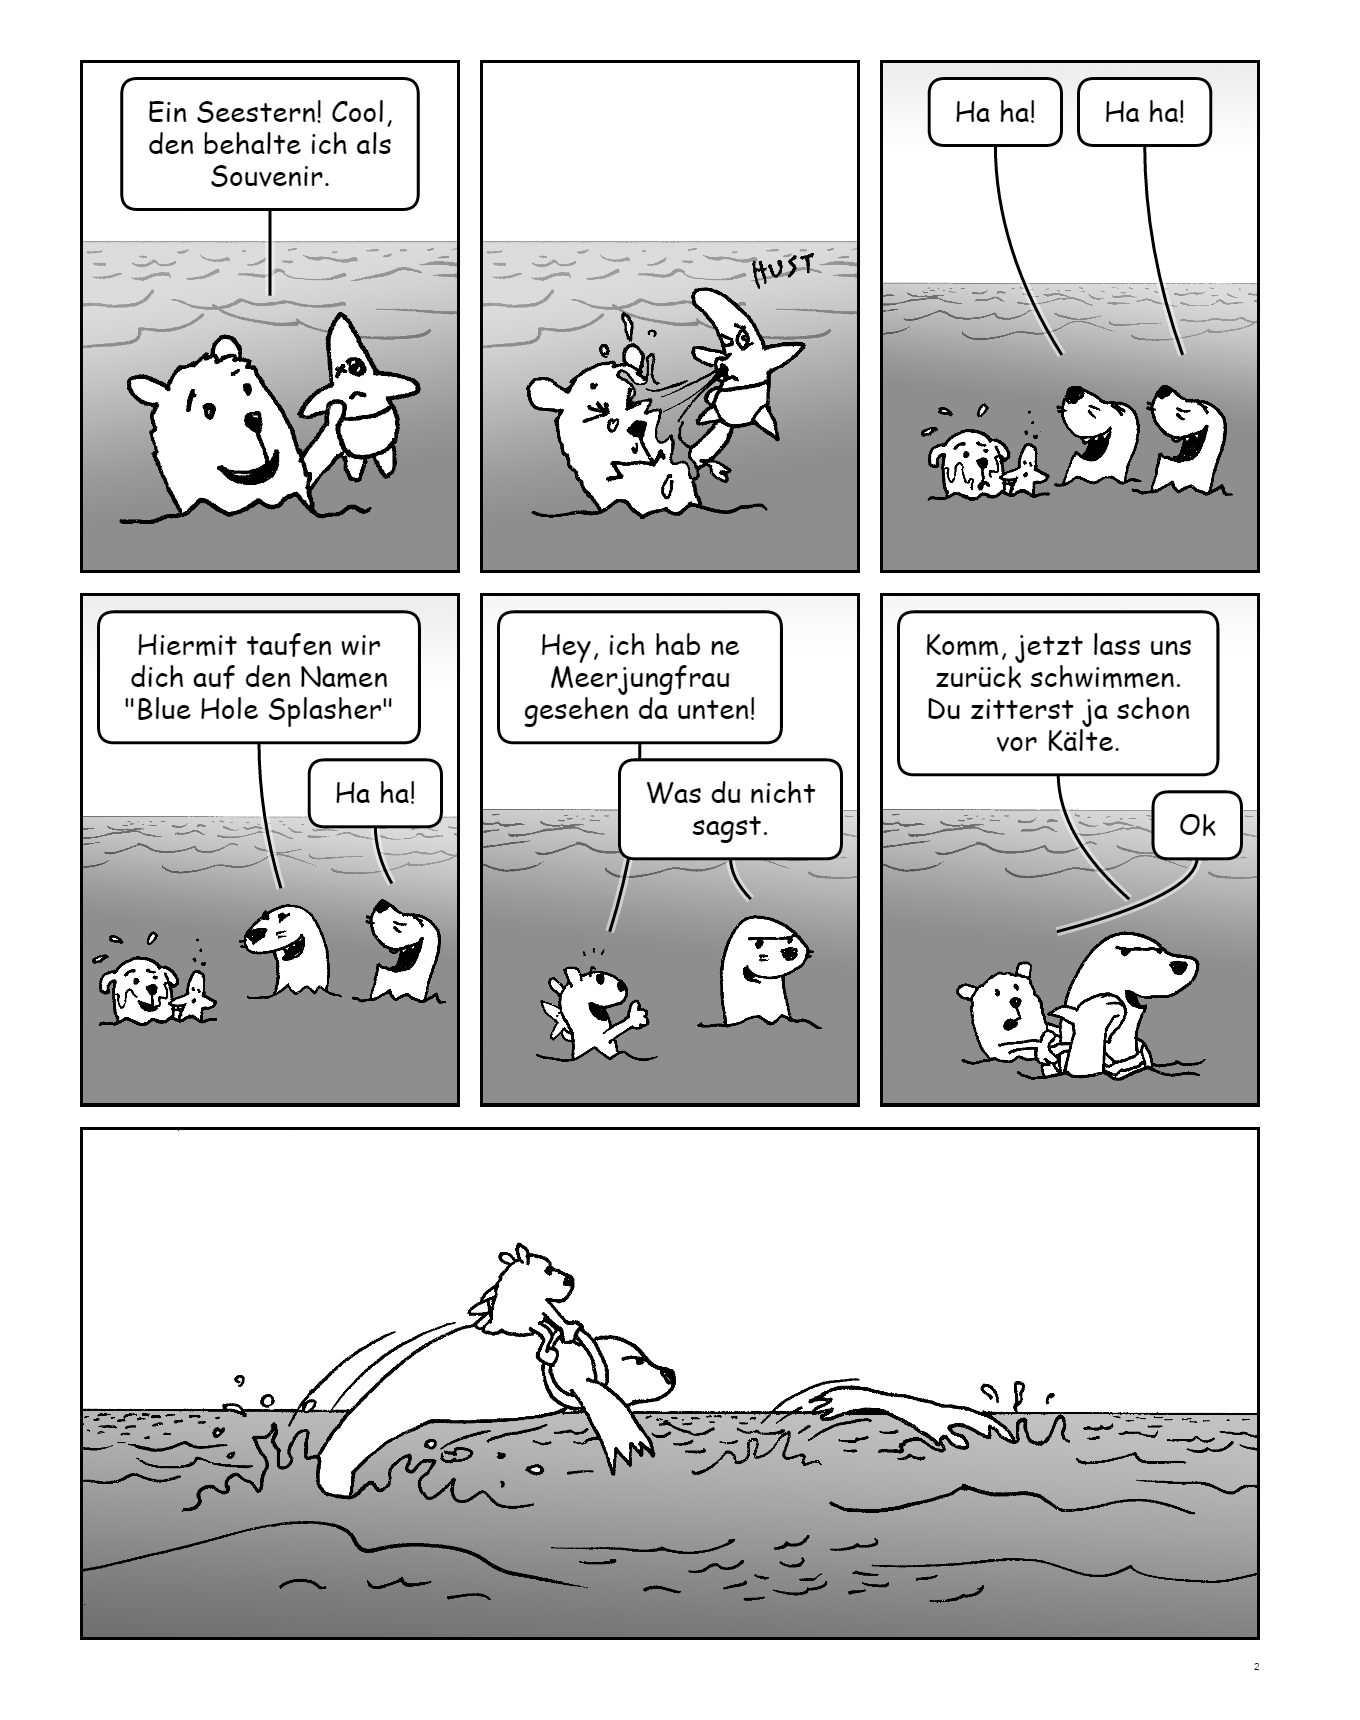 Ein Seestern! Cool,
den behalte ich als
Souvenir.
HUST
Ha ha!
Ha ha!
Hiermit taufen wir
dich auf den Namen
"Blue Hole Splasher"
Ha ha!
Hey, ich hab ne
Meerjungfrau
gesehen da unten!
Was du nicht
sagst.
Komm, jetzt lass uns
zurück schwimmen.
Du zitterst ja schon
vor Kälte.
Ok
2